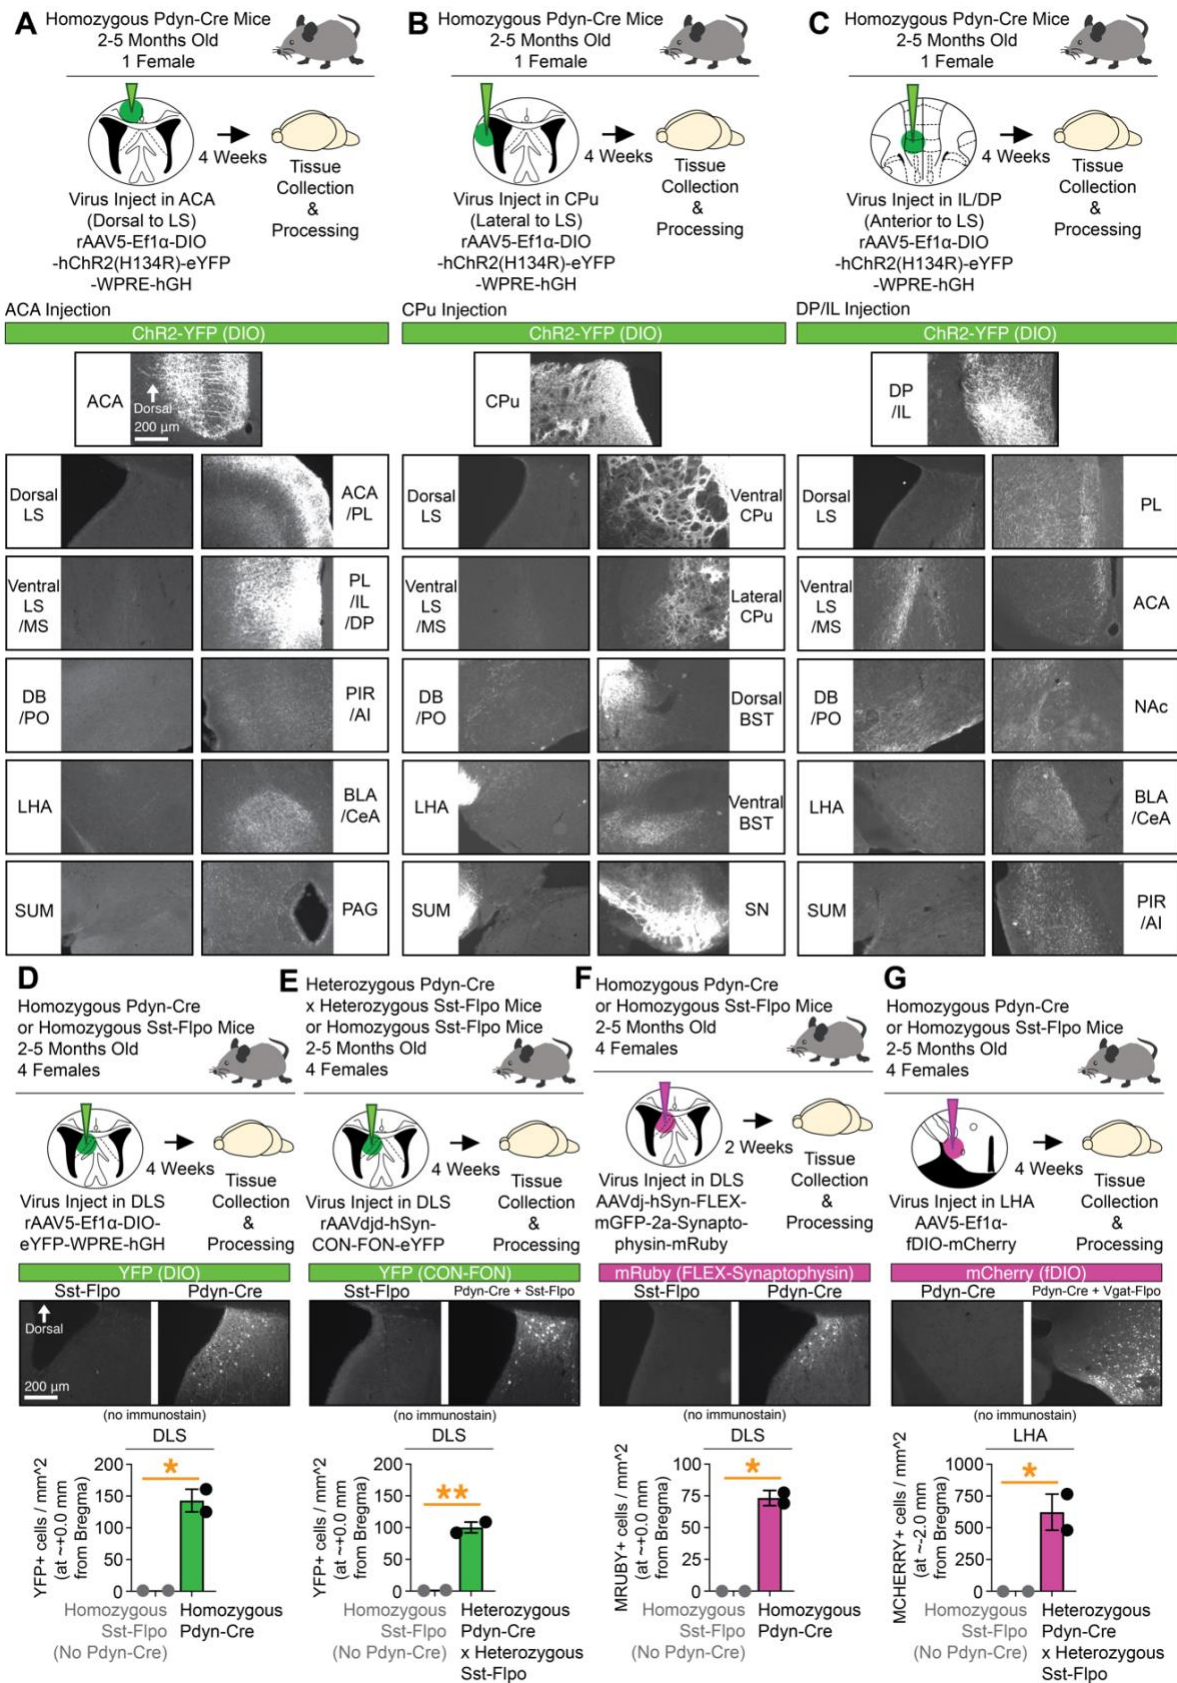 A
Homozygous Pdyn-Cre Mice
2-5 Months Old
1 Female
4 Weeks
Tissue
Collection
&
Processing
Virus Inject in ACA
(Dorsal to LS)
rAAV5-Ef1α-DIO
-hChR2(H134R)-eYFP
-WPRE-hGH
B
Homozygous Pdyn-Cre Mice
2-5 Months Old
1 Female
4 Weeks
Tissue
Collection
&
Processing
Virus Inject in CPu
(Lateral to LS)
rAAV5-Ef1α-DIO
-hChR2(H134R)-eYFP
-WPRE-hGH
C
Homozygous Pdyn-Cre Mice
2-5 Months Old
1 Female
4 Weeks
Tissue
Collection
&
Processing
Virus Inject in IL/DP
(Anterior to LS)
rAAV5-Ef1α-DIO
-hChR2(H134R)-eYFP
-WPRE-hGH
ACA Injection
ChR2-YFP (DIO)
ACA
Dorsal
200 µm
Dorsal
LS
ACA
/PL
Ventral
LS
/MS
PL
/IL
/DP
DB
/PO
PIR
/AI
LHA
BLA
/CeA
SUM
PAG
CPu Injection
ChR2-YFP (DIO)
CPu
Dorsal
LS
Ventral
CPu
Ventral
LS
/MS
Lateral
CPu
DB
/PO
Dorsal
BST
LHA
Ventral
BST
SUM
SN
DP/IL Injection
ChR2-YFP (DIO)
DP
/IL
Dorsal
LS
PL
Ventral
LS
/MS
ACA
DB
/PO
NAc
LHA
BLA
/CeA
SUM
PIR
/AI
D
Homozygous Pdyn-Cre
or Homozygous Sst-Flpo Mice
2-5 Months Old
4 Females
4 Weeks
Tissue
Collection
&
Processing
Virus Inject in DLS
rAAV5-Ef1α-DIO-
eYFP-WPRE-hGH
YFP (DIO)
Sst-Flpo
Pdyn-Cre
Dorsal
200 µm
(no immunostain)
DLS
YFP+ cells / mm^2
(at ~+0.0 mm
from Bregma)
200
150
100
50
0
*
Homozygous
Sst-Flpo
(No Pdyn-Cre)
Homozygous
Pdyn-Cre
E
Heterozygous Pdyn-Cre
x Heterozygous Sst-Flpo Mice
or Homozygous Sst-Flpo Mice
2-5 Months Old
4 Females
4 Weeks
Tissue
Collection
&
Processing
Virus Inject in DLS
rAAVdjd-hSyn-
CON-FON-eYFP
YFP (CON-FON)
Sst-Flpo
Pdyn-Cre + Sst-Flpo
(no immunostain)
DLS
YFP+ cells / mm^2
(at ~+0.0 mm
from Bregma)
200
150
100
50
0
**
Homozygous
Sst-Flpo
(No Pdyn-Cre)
Heterozygous
Pdyn-Cre
x Heterozygous
Sst-Flpo
F
Homozygous Pdyn-Cre
or Homozygous Sst-Flpo Mice
2-5 Months Old
4 Females
2 Weeks
Tissue
Collection
&
Processing
Virus Inject in DLS
AAVdj-hSyn-FLEX-
mGFP-2a-Synapto-
physin-mRuby
mRuby (FLEX-Synaptophysin)
Sst-Flpo
Pdyn-Cre
(no immunostain)
DLS
MRUBY+ cells / mm^2
(at ~+0.0 mm
from Bregma)
100
75
50
25
0
*
Homozygous
Sst-Flpo
(No Pdyn-Cre)
Homozygous
Pdyn-Cre
G
Homozygous Pdyn-Cre
or Homozygous Sst-Flpo Mice
2-5 Months Old
4 Females
4 Weeks
Tissue
Collection
&
Processing
Virus Inject in LHA
AAV5-Ef1α-
fDIO-mCherry
mCherry (fDIO)
Pdyn-Cre
Pdyn-Cre + Vgat-Flpo
(no immunostain)
LHA
MCHERRY+ cells / mm^2
(at ~-2.0 mm
from Bregma)
1000
750
500
250
0
*
Homozygous
Sst-Flpo
(No Pdyn-Cre)
Heterozygous
Pdyn-Cre
x Heterozygous
Sst-Flpo